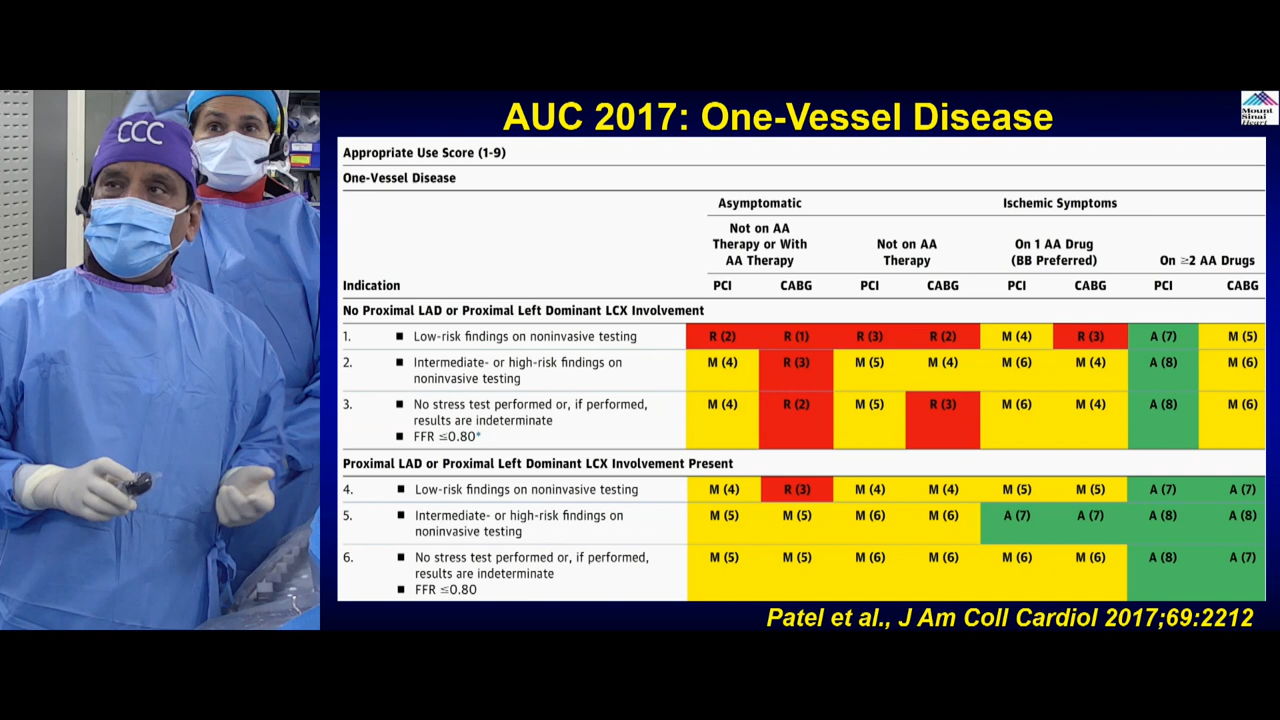 CCC
AUC 2017: One-Vessel Disease
Mount
Sinai
Heart
Appropriate Use Score (1-9)
One-Vessel Disease
Asymptomatic Ischemic Symptoms
Not on AA
Therapy or With
AA Therapy
Not on AA
Therapy
On 1 AA Drug
(BB Preferred)
On ≥2 AA Drugs
Indication PCI CABG PCI CABG PCI CABG PCI CABG
No Proximal LAD or Proximal Left Dominant LCX Involvement
1. ■ Low-risk findings on noninvasive testing R (2) R (1) R (3) R (2) M (4) R (3) A (7) M (5)
2. ■ Intermediate- or high-risk findings on M (4) R (3) M (5) M (4) M (6) M (4) A (8) M (6)
noninvasive testing
3. ■ No stress test performed or, if performed, M (4) R (2) M (5) R (3) M (6) M (4) A (8) M (6)
results are indeterminate
■ FFR ≤0.80*
Proximal LAD or Proximal Left Dominant LCX Involvement Present
4. ■ Low-risk findings on noninvasive testing M (4) R (3) M (4) M (4) M (5) M (5) A (7) A (7)
5. ■ Intermediate- or high-risk findings on M (5) M (5) M (6) M (6) A (7) A (7) A (8) A (8)
noninvasive testing
6. ■ No stress test performed or, if performed, M (5) M (5) M (6) M (6) M (6) M (6) A (8) A (7)
results are indeterminate
■ FFR ≤0.80
Patel et al., J Am Coll Cardiol 2017;69:2212